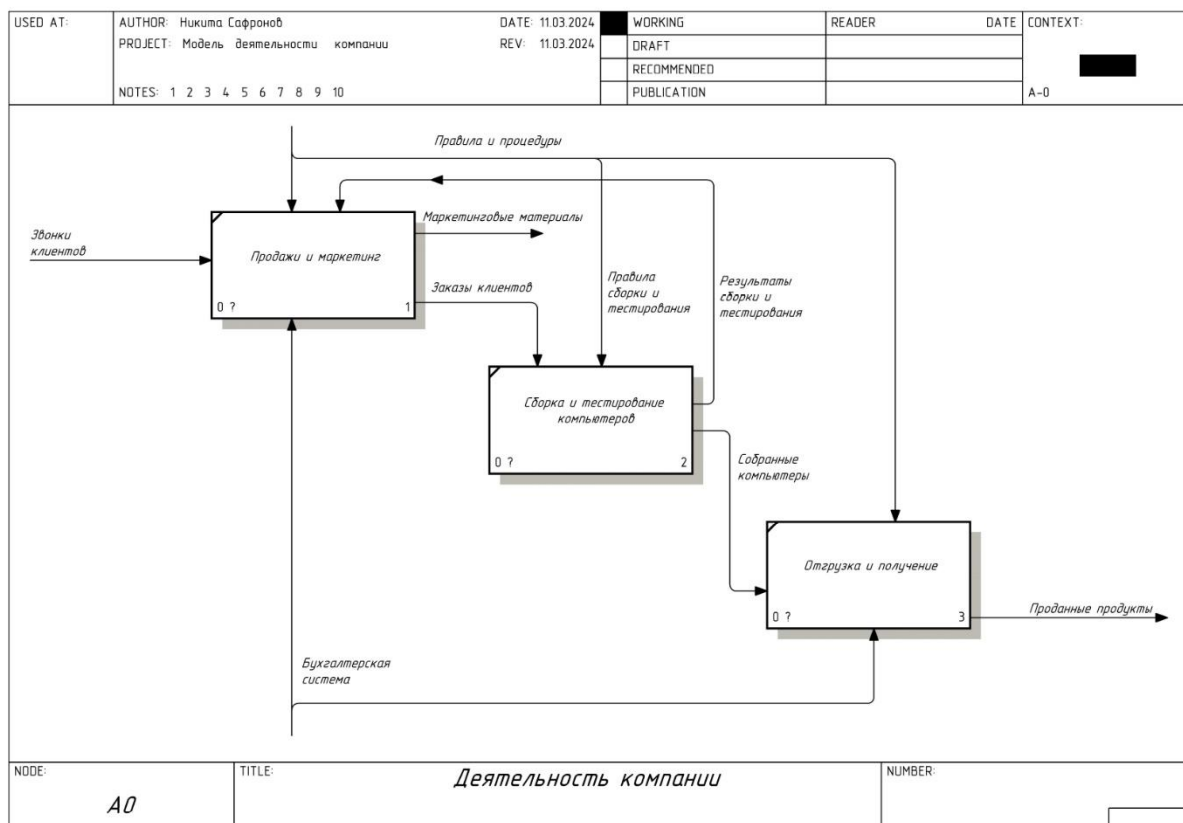 USED AT:
AUTHOR: Никита Сафронов
DATE: 11.03.2024
PROJECT: Модель деятельности компании
REV: 11.03.2024
NOTES: 1 2 3 4 5 6 7 8 9 10
WORKING
DRAFT
RECOMMENDED
PUBLICATION
READER
DATE
CONTEXT:
A-0
Правила и процедуры
Звонки
клиентов
Продажи и маркетинг
0 ?
1
Маркетинговые материалы
Заказы клиентов
Правила
сборки и
тестирования
Результаты
сборки и
тестирования
Сборка и тестирование
компьютеров
0 ?
2
Собранные
компьютеры
Отгрузка и получение
0 ?
3
Проданные продукты
Бухгалтерская
система
NODE:
A0
TITLE:
Деятельность компании
NUMBER: